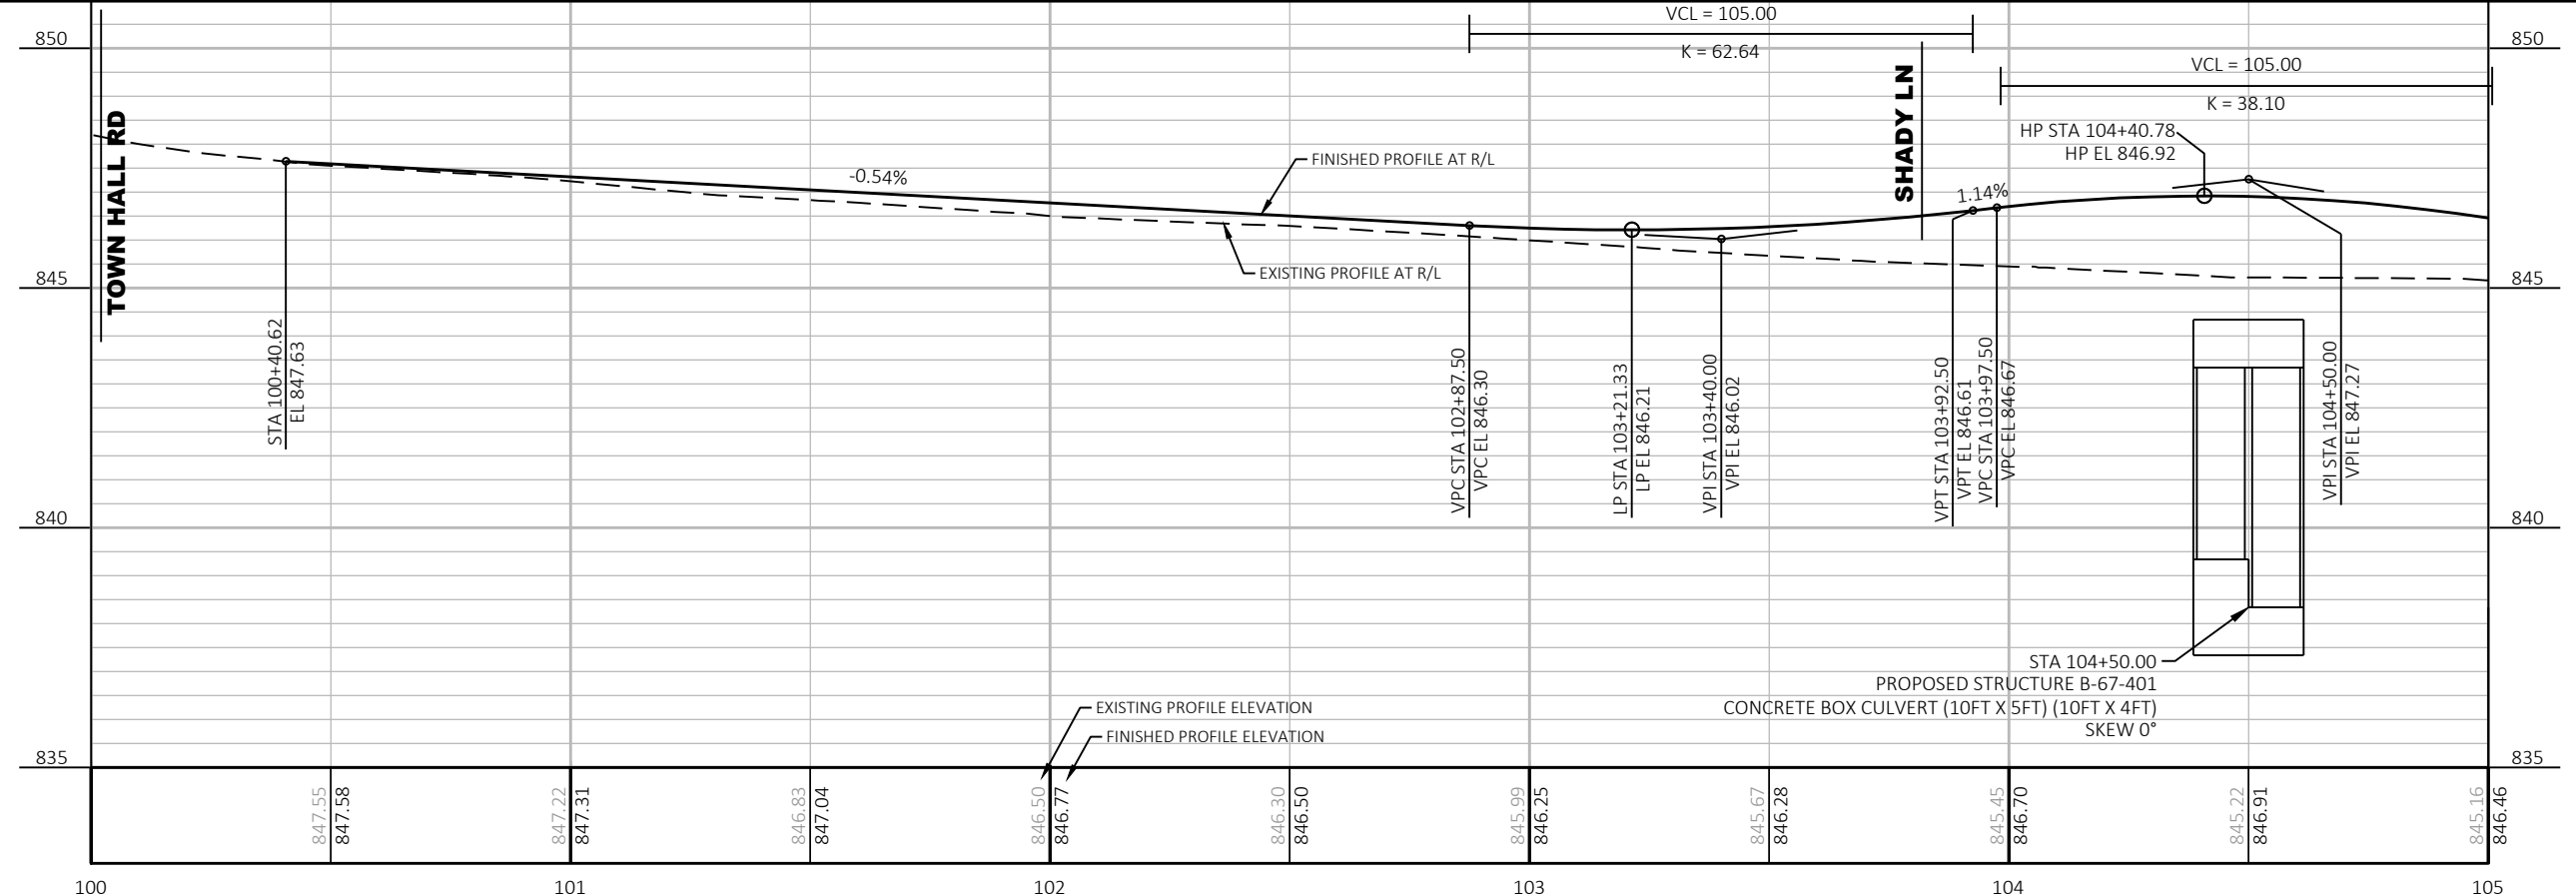 VCL = 105.00
K = 62.64
VCL = 105.00
K = 38.10
850
850
845
845
840
840
835
835
TOWN HALL RD
SHADY LN
HP STA 104+40.78
HP EL 846.92
FINISHED PROFILE AT R/L
-0.54%
1.14%
EXISTING PROFILE AT R/L
STA 100+40.62
EL 847.63
VPC STA 102+87.50
VPC EL 846.30
LP STA 103+21.33
LP EL 846.21
VPI STA 103+40.00
VPI EL 846.02
VPT STA 103+92.50
VPT EL 846.61
VPC STA 103+97.50
VPC EL 846.67
VPI STA 104+50.00
VPI EL 847.27
STA 104+50.00
PROPOSED STRUCTURE B-67-401
CONCRETE BOX CULVERT (10FT X 5FT) (10FT X 4FT)
SKEW 0°
EXISTING PROFILE ELEVATION
FINISHED PROFILE ELEVATION
847.55
847.58
847.22
847.31
846.83
847.04
846.50
846.77
846.30
846.50
845.99
846.25
845.67
846.28
845.45
846.70
845.22
846.91
845.16
846.46
100
101
102
103
104
105